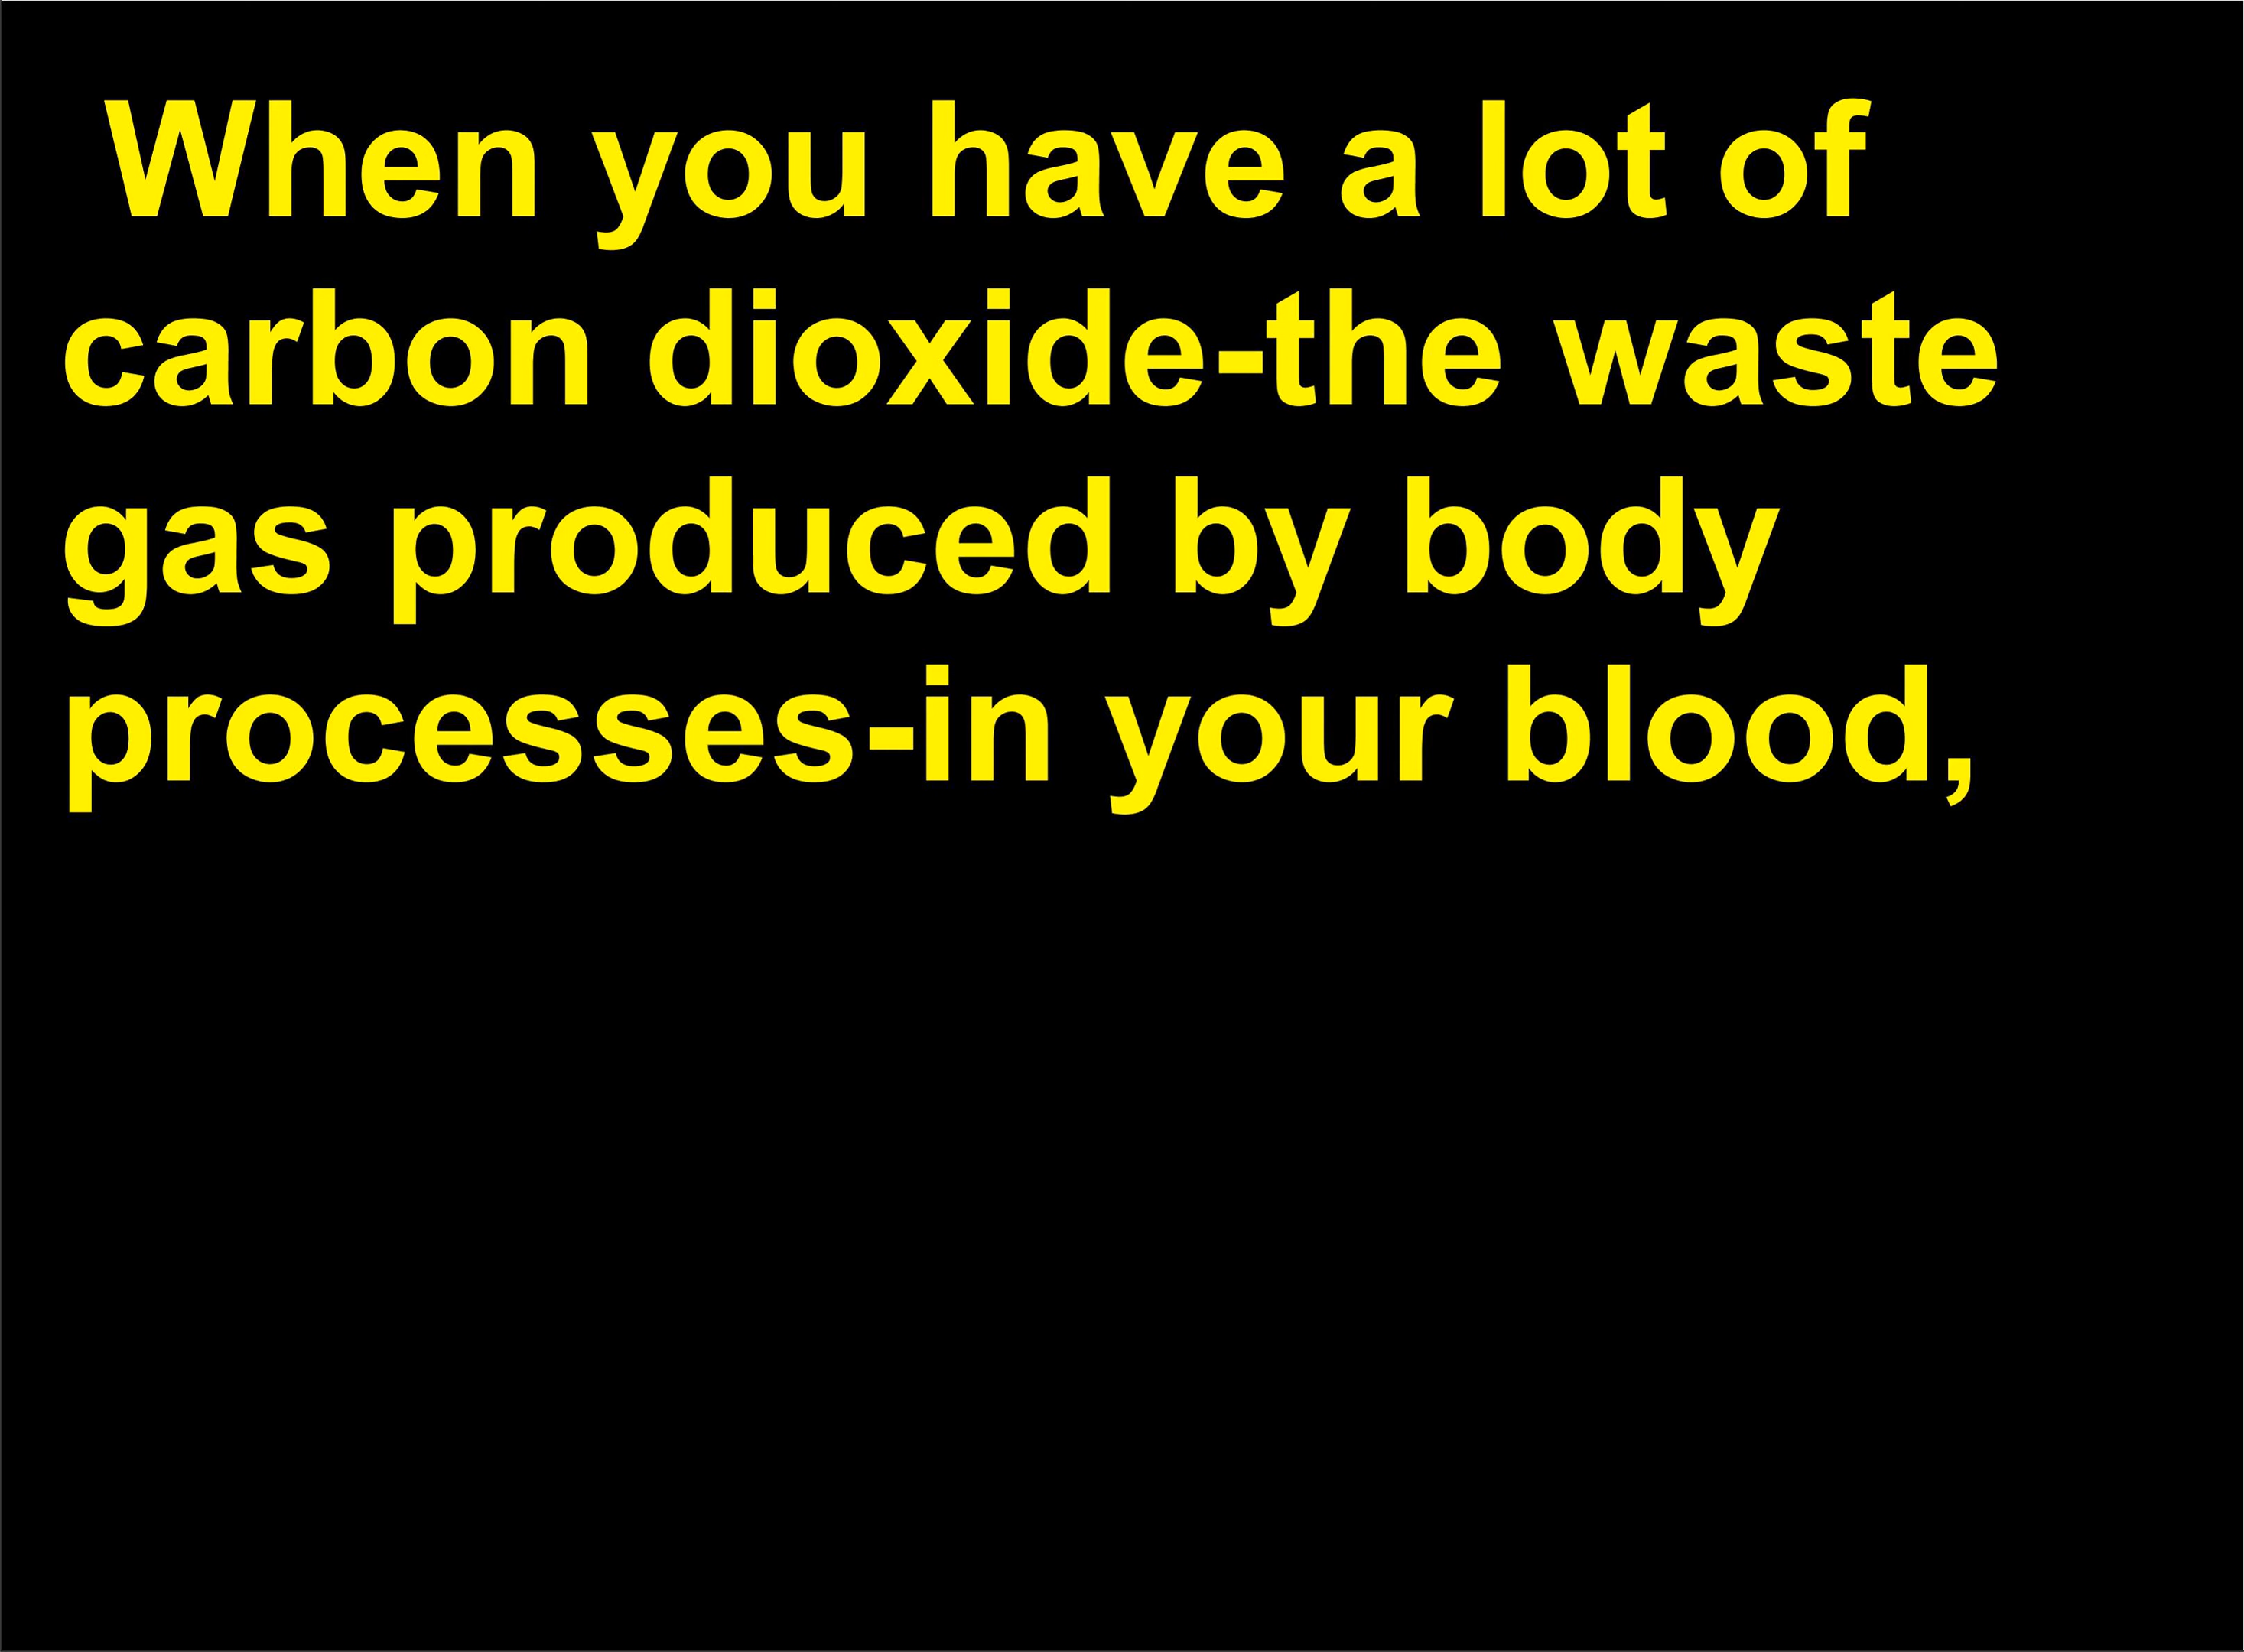 When you have a lot of
carbon dioxide-the waste
gas produced by body
processes-in your blood,